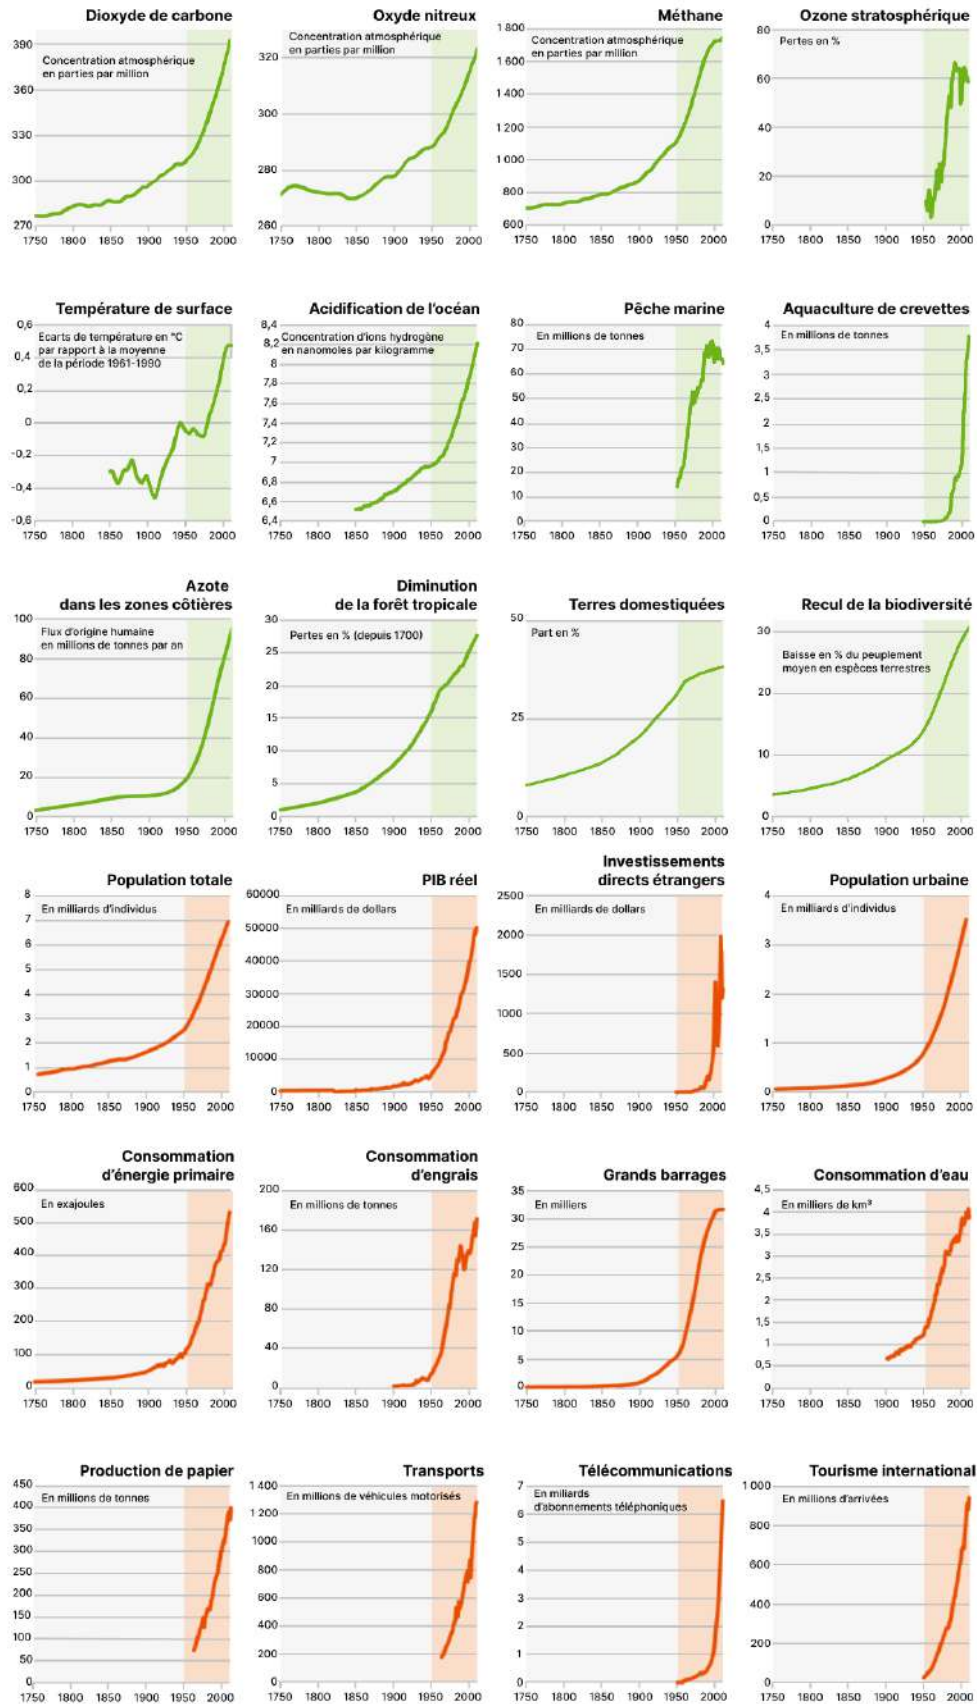 Dioxyde de carbone
390
360
330
300
270
Concentration atmosphérique
en parties par million
1750 1800 1850 1900 1950 2000
Oxyde nitreux
320
300
280
260
Concentration atmosphérique
en parties par million
1750 1800 1850 1900 1950 2000
Méthane
1 800
1 600
1 400
1 200
1 000
800
600
Concentration atmosphérique
en parties par million
1750 1800 1850 1900 1950 2000
Ozone stratosphérique
80
60
40
20
0
Pertes en %
1750 1800 1850 1900 1950 2000
Température de surface
0,6
0,4
0,2
0
-0,2
-0,4
-0,6
Écarts de température en °C
par rapport à la moyenne
de la période 1961-1990
1750 1800 1850 1900 1950 2000
Acidification de l'océan
8,4
8,2
8
7,8
7,6
7,4
7,2
7
6,8
6,6
6,4
Concentration d'ions hydrogène
en nanomoles par kilogramme
1750 1800 1850 1900 1950 2000
Pêche marine
80
70
60
50
40
30
20
10
0
En millions de tonnes
1750 1800 1850 1900 1950 2000
Aquaculture de crevettes
4
3,5
3
2,5
2
1,5
1
0,5
0
En millions de tonnes
1750 1800 1850 1900 1950 2000
Azote
dans les zones côtières
100
80
60
40
20
0
Flux d'origine humaine
en millions de tonnes par an
1750 1800 1850 1900 1950 2000
Diminution
de la forêt tropicale
30
25
20
15
10
5
0
Pertes en % (depuis 1700)
1750 1800 1850 1900 1950 2000
Terres domestiquées
50
25
0
Part en %
1750 1800 1850 1900 1950 2000
Recul de la biodiversité
30
20
10
0
Baisse en % du peuplement
moyen en espèces terrestres
1750 1800 1850 1900 1950 2000
Population totale
8
7
6
5
4
3
2
1
0
En milliards d'individus
1750 1800 1850 1900 1950 2000
PIB réel
60000
50000
40000
30000
20000
10000
0
En milliards de dollars
1750 1800 1850 1900 1950 2000
Investissements
directs étrangers
2500
2000
1500
1000
500
0
En milliards de dollars
1750 1800 1850 1900 1950 2000
Population urbaine
4
3
2
1
0
En milliards d'individus
1750 1800 1850 1900 1950 2000
Consommation
d'énergie primaire
600
500
400
300
200
100
0
En exajoules
1750 1800 1850 1900 1950 2000
Consommation
d'engrais
200
160
120
80
40
0
En millions de tonnes
1750 1800 1850 1900 1950 2000
Grands barrages
35
30
25
20
15
10
5
0
En milliers
1750 1800 1850 1900 1950 2000
Consommation d'eau
4,5
4
3,5
3
2,5
2
1,5
1
0,5
0
En milliers de km³
1750 1800 1850 1900 1950 2000
Production de papier
450
400
350
300
250
200
150
100
50
0
En millions de tonnes
1750 1800 1850 1900 1950 2000
Transports
1 400
1 200
1 000
800
600
400
200
0
En millions de véhicules motorisés
1750 1800 1850 1900 1950 2000
Télécommunications
7
6
5
4
3
2
1
0
En miliards
d'abonnements téléphoniques
1750 1800 1850 1900 1950 2000
Tourisme international
1 000
800
600
400
200
0
En millions d'arrivées
1750 1800 1850 1900 1950 2000